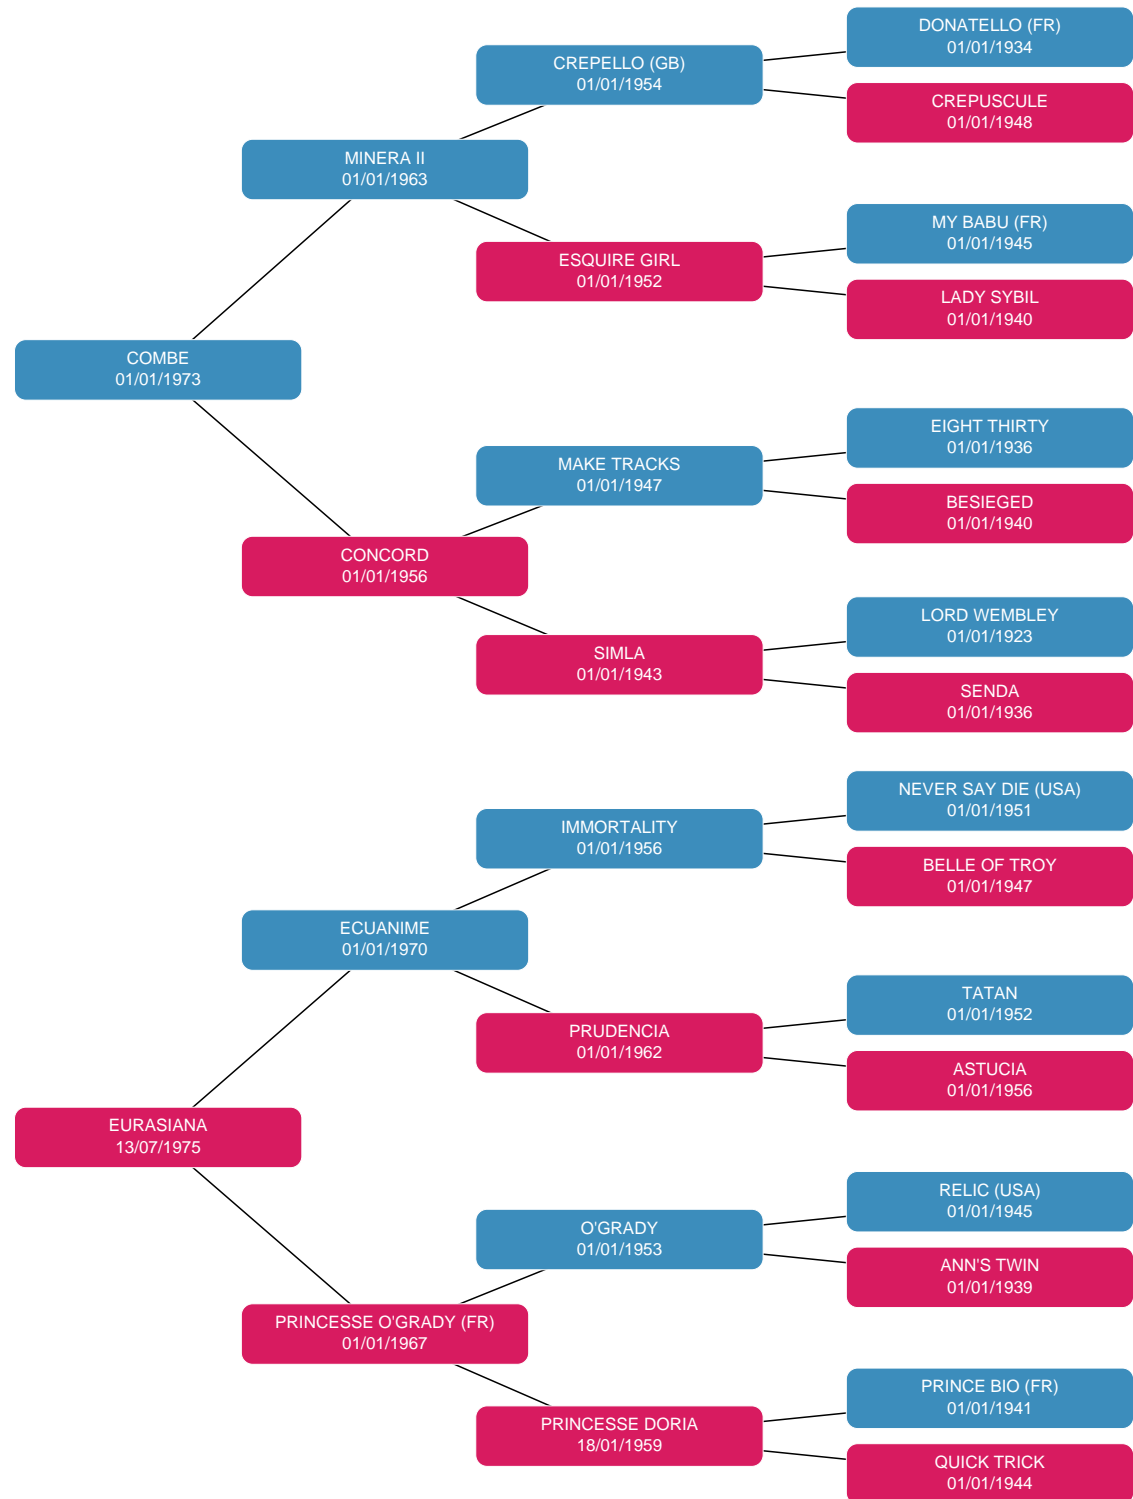 DONATELLO (FR)
01/01/1934
CREPELLO (GB)
01/01/1954
CREPUSCULE
01/01/1948
MINERA II
01/01/1963
MY BABU (FR)
01/01/1945
ESQUIRE GIRL
01/01/1952
LADY SYBIL
01/01/1940
COMBE
01/01/1973
EIGHT THIRTY
01/01/1936
MAKE TRACKS
01/01/1947
BESIEGED
01/01/1940
CONCORD
01/01/1956
LORD WEMBLEY
01/01/1923
SIMLA
01/01/1943
SENDA
01/01/1936
NEVER SAY DIE (USA)
01/01/1951
IMMORTALITY
01/01/1956
BELLE OF TROY
01/01/1947
ECUANIME
01/01/1970
TATAN
01/01/1952
PRUDENCIA
01/01/1962
ASTUCIA
01/01/1956
EURASIANA
13/07/1975
RELIC (USA)
01/01/1945
O'GRADY
01/01/1953
ANN'S TWIN
01/01/1939
PRINCESSE O'GRADY (FR)
01/01/1967
PRINCE BIO (FR)
01/01/1941
PRINCESSE DORIA
18/01/1959
QUICK TRICK
01/01/1944